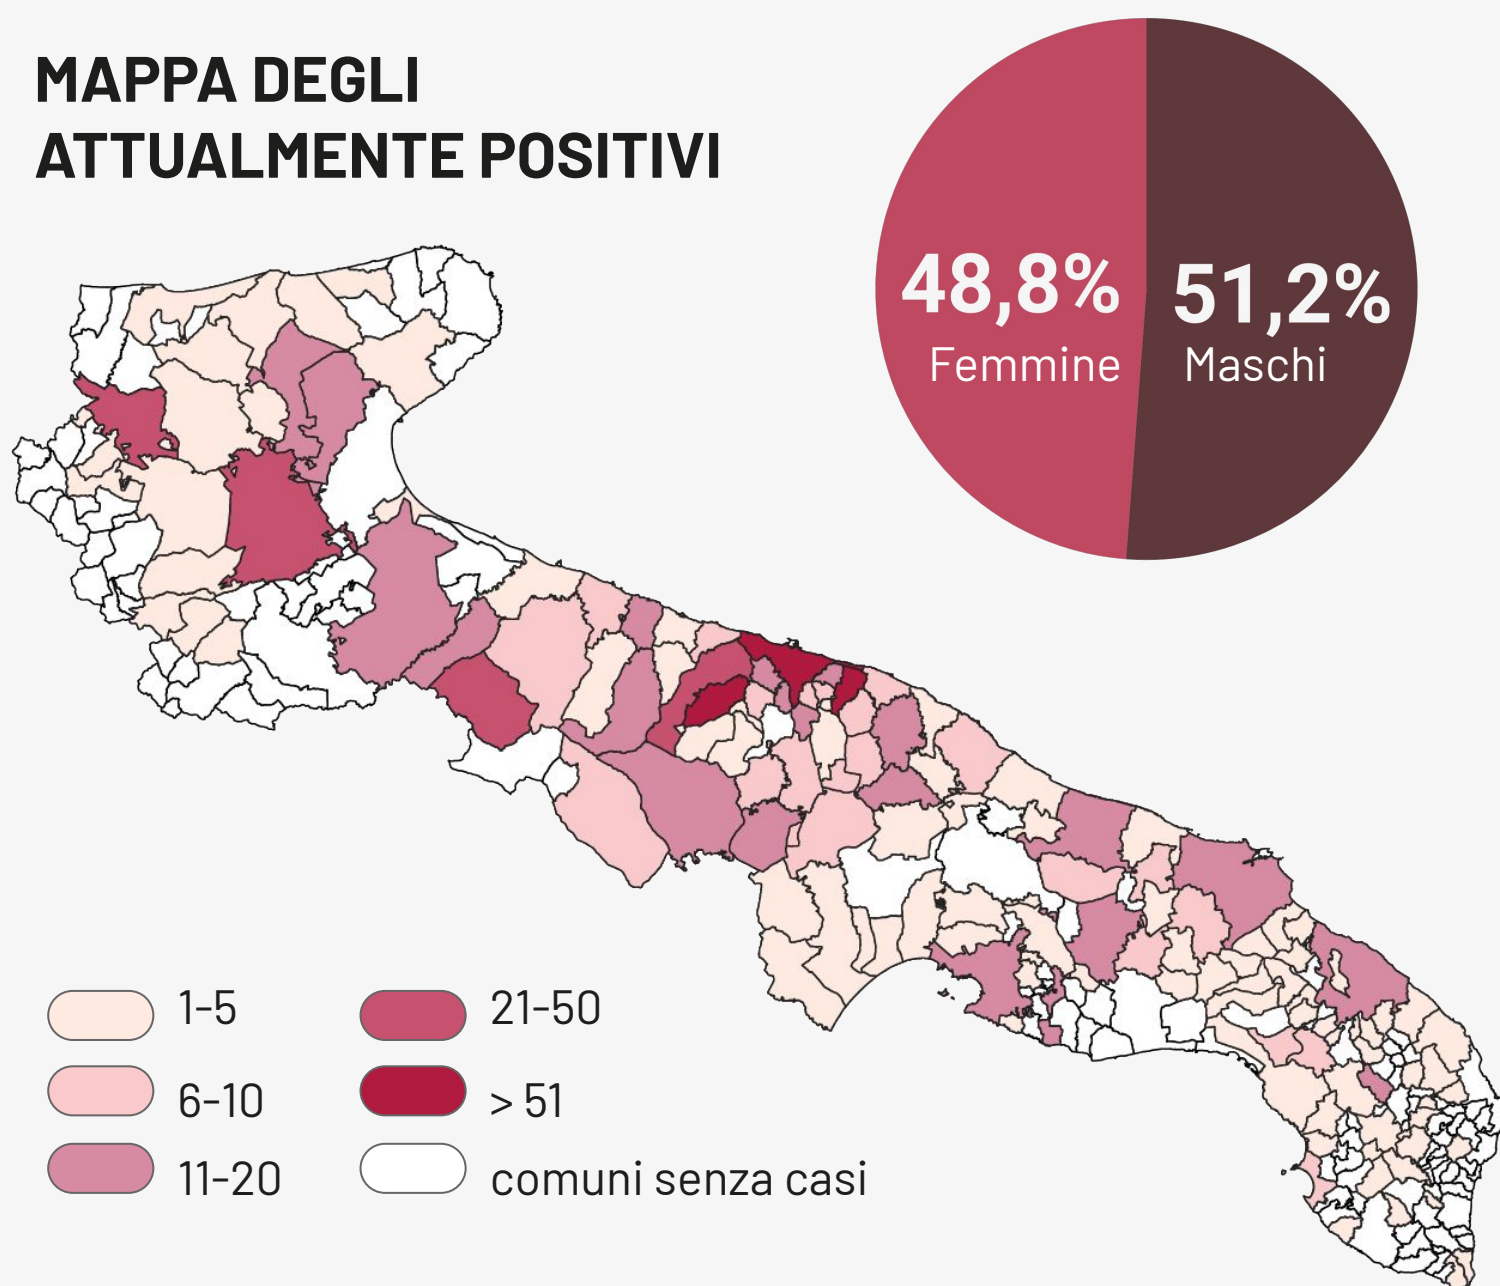 MAPPA DEGLI
ATTUALMENTE POSITIVI
48,8%
Femmine
51,2%
Maschi
1-5
6-10
11-20
21-50
> 51
comuni senza casi